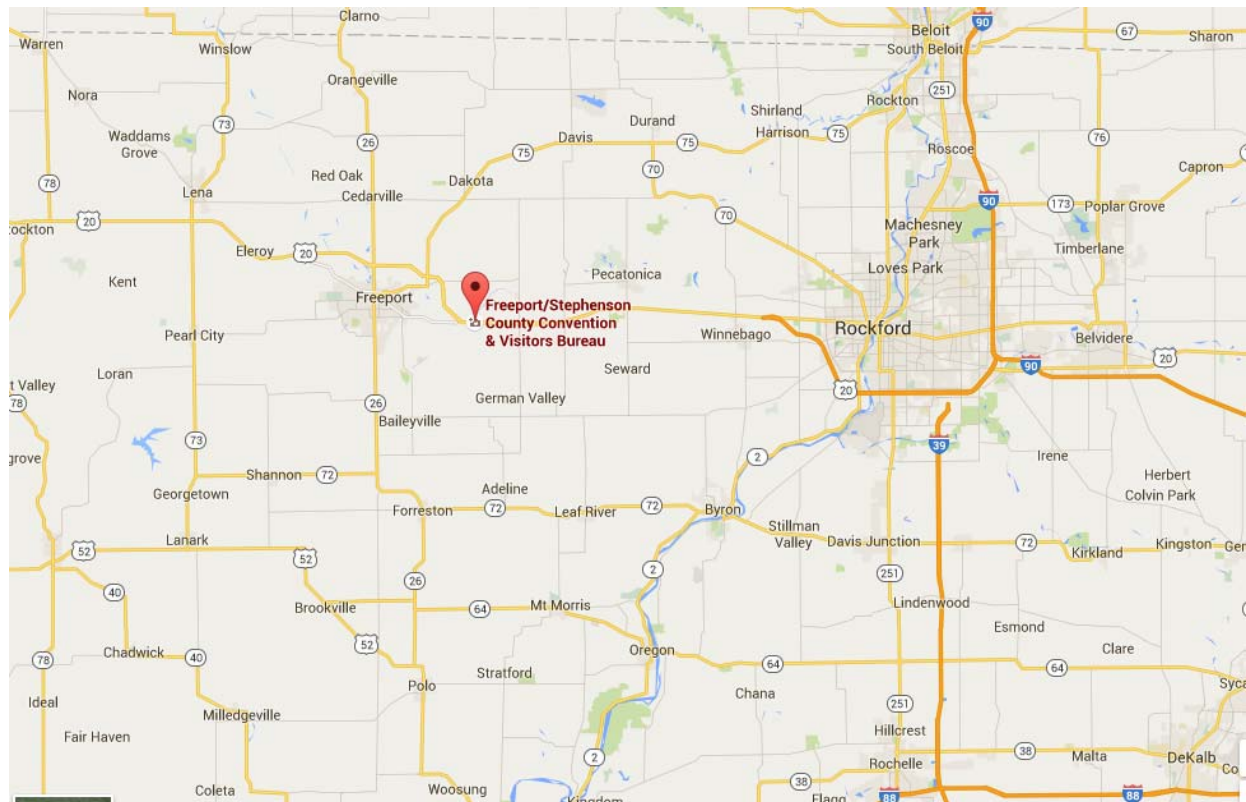 Clarno
Beloit
90
67
Sharon
Warren
Winslow
South Beloit
Orangeville
251
Nora
Rockton
Shirland
73
Durand
Waddams
Grove
Davis
Harrison
75
76
26
75
75
Roscoe
Red Oak
70
Capron
78
Lena
Cedarville
Dakota
90
173
Poplar Grove
20
70
Machesney
Park
Timberlane
Eleroy
20
Kent
Pecatonica
Loves Park
Freeport
Freeport/Stephenson
County Convention
& Visitors Bureau
Pearl City
Winnebago
Rockford
Belvidere
20
Loran
Seward
90
78
20
German Valley
26
Baileyville
73
39
2
Irene
Shannon
72
Herbert
Colvin Park
Georgetown
Adeline
Forreston
72
Leaf River
72
Byron
Stillman
Valley
Davis Junction
72
Kirkland
Kingston
52
Lanark
52
2
251
40
26
Brookville
64
Mt Morris
Lindenwood
Esmond
52
Oregon
Clare
78
Chadwick
40
64
64
Stratford
Polo
Chana
Ideal
Milledgeville
251
Hillcrest
Fair Haven
2
38
Malta
DeKalb
Rochelle
Coleta
Woosung
38
88
88